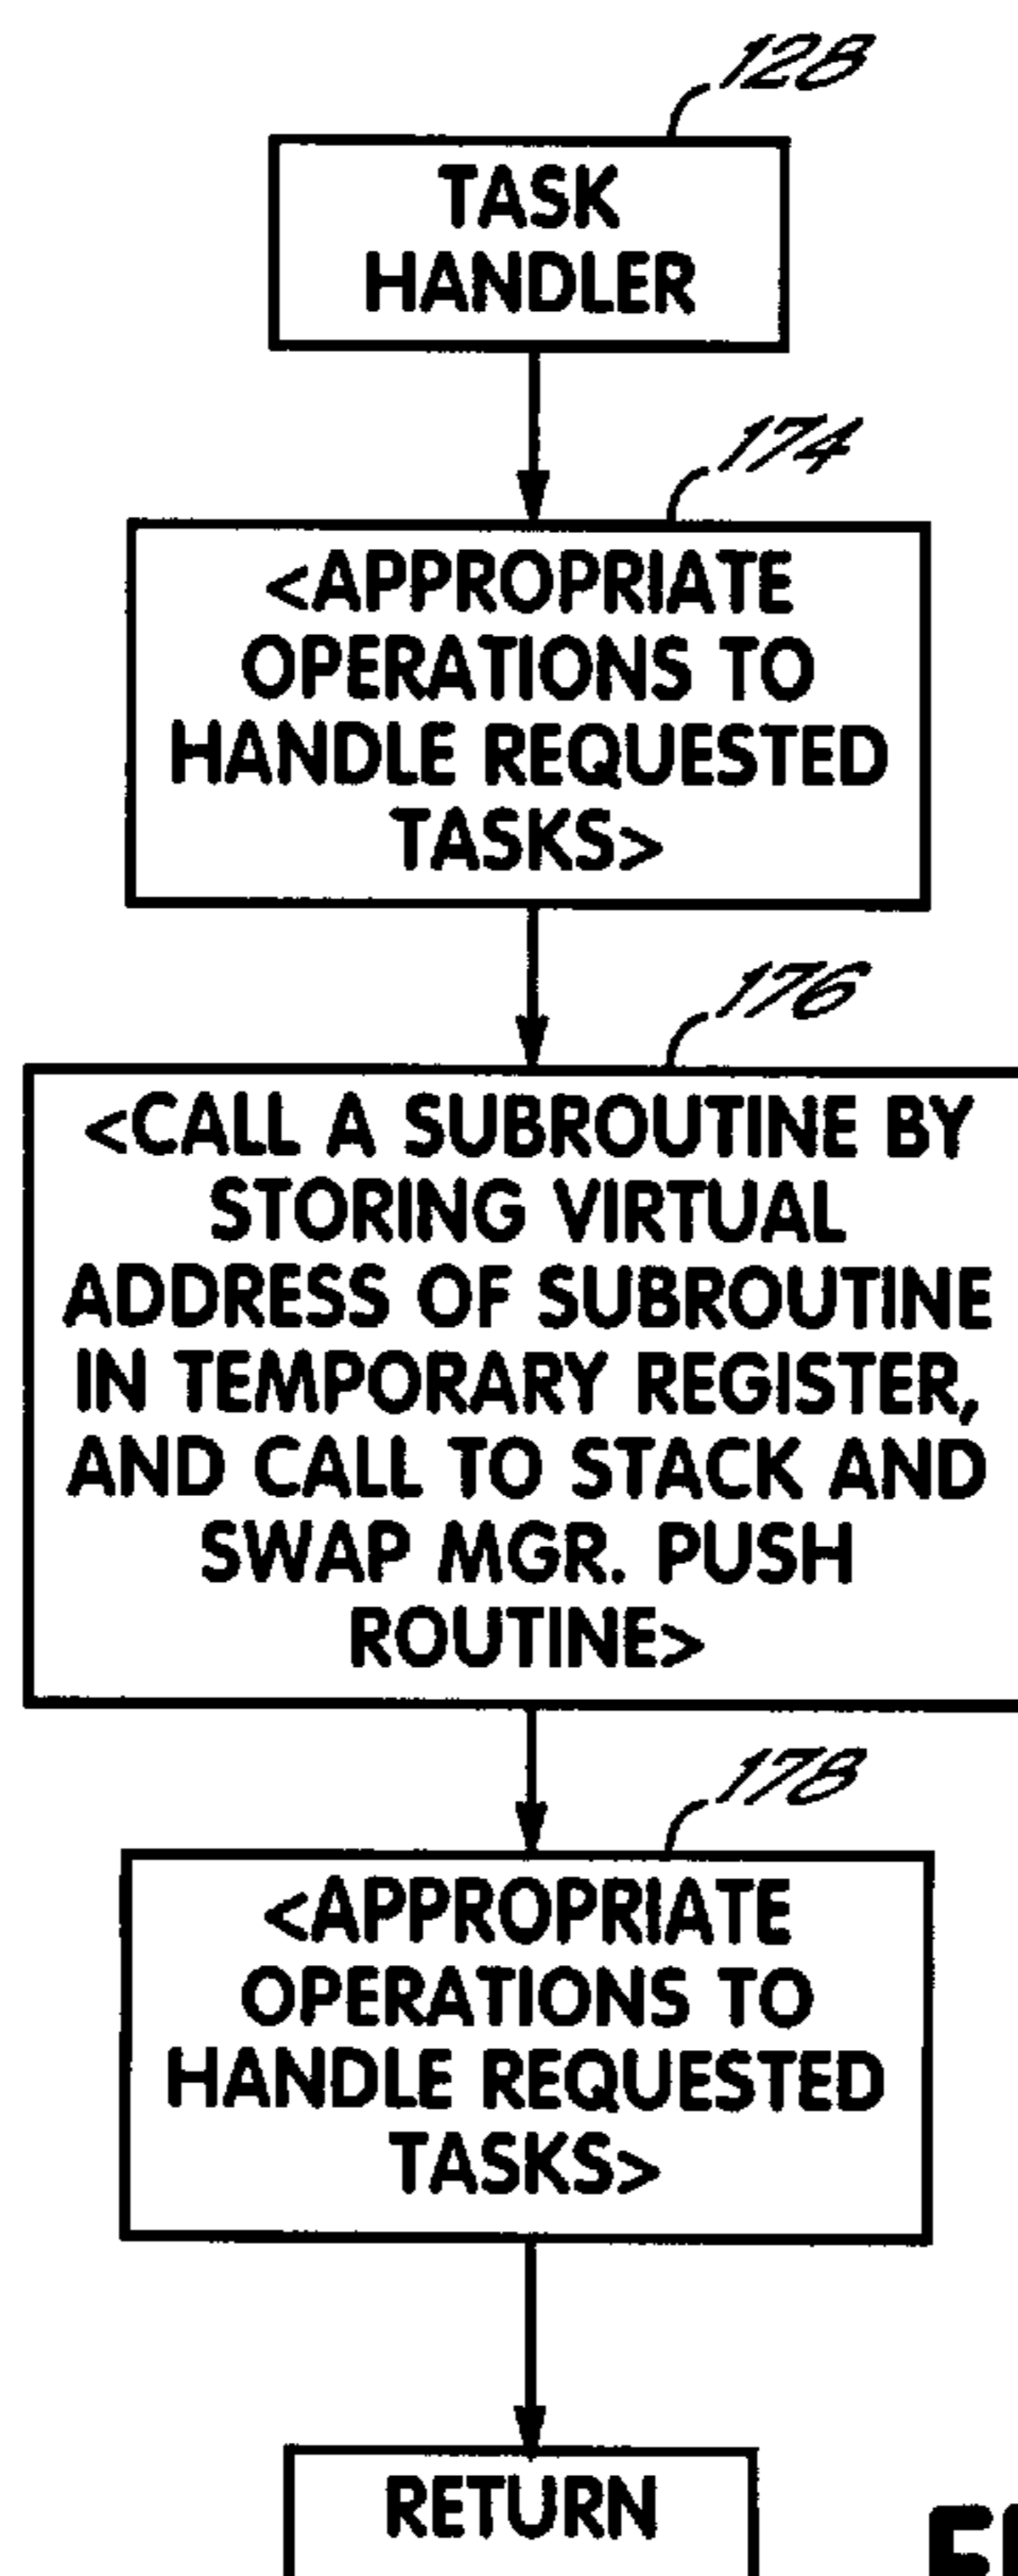 128
TASK
HANDLER
174
<APPROPRIATE
OPERATIONS TO
HANDLE REQUESTED
TASKS>
176
<CALL A SUBROUTINE BY
STORING VIRTUAL
ADDRESS OF SUBROUTINE
IN TEMPORARY REGISTER,
AND CALL TO STACK AND
SWAP MGR. PUSH
ROUTINE>
178
<APPROPRIATE
OPERATIONS TO
HANDLE REQUESTED
TASKS>
RETURN